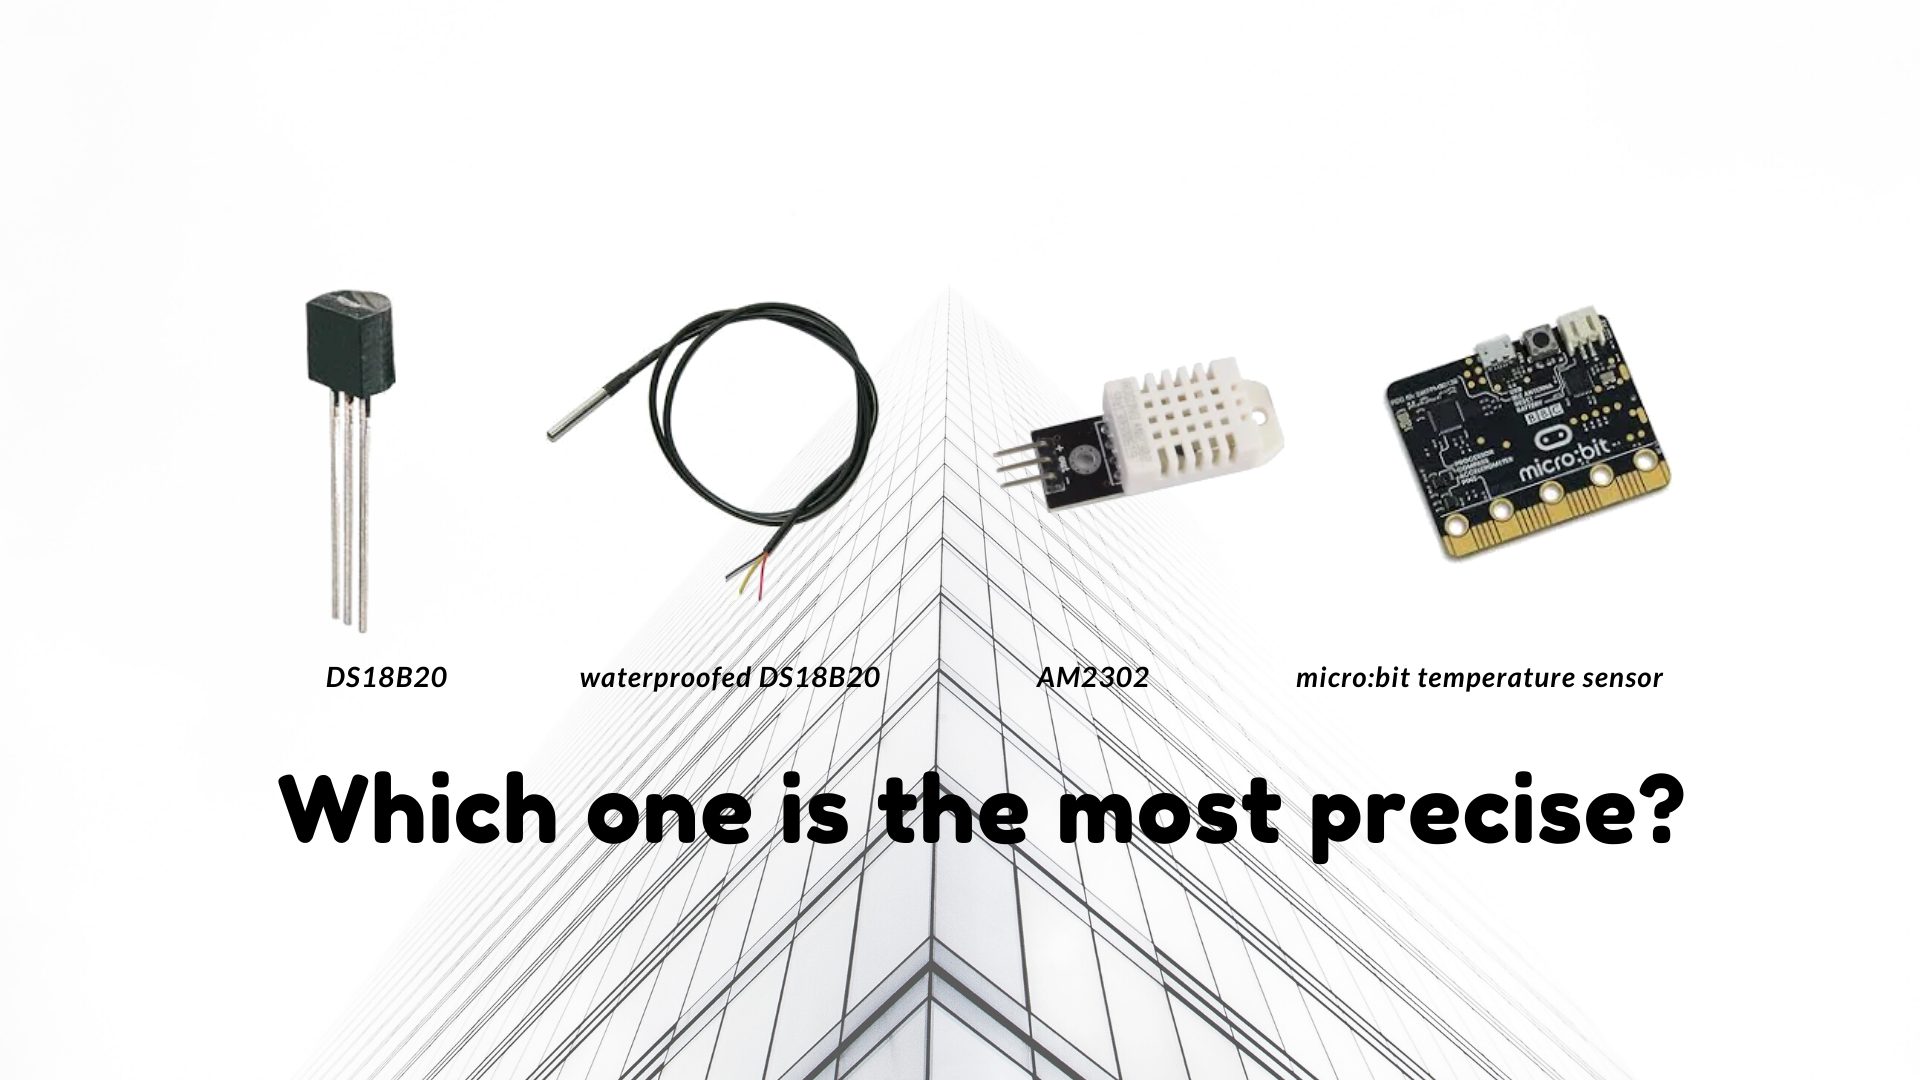 BBC
micro:bit
DS18B20
waterproofed DS18B20
AM2302
micro:bit temperature sensor
Which one is the most precise?